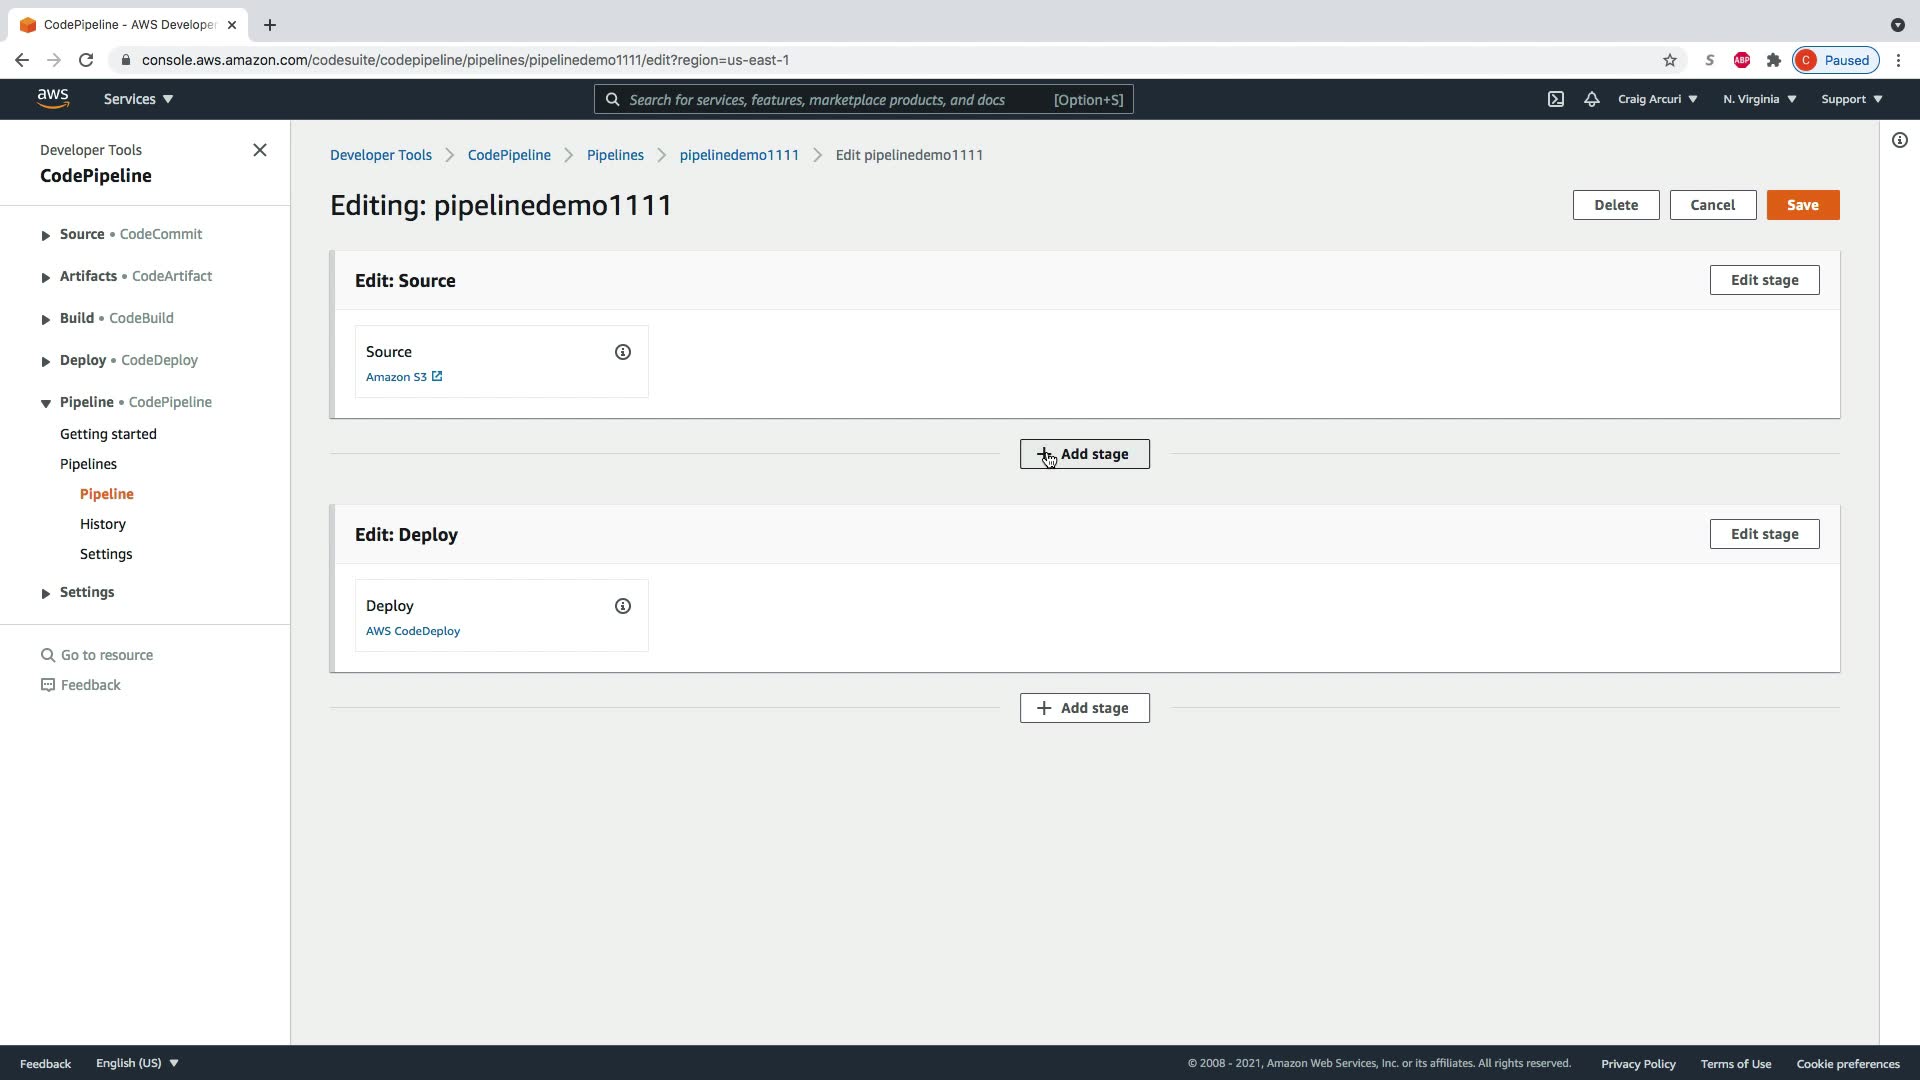 CodePipeline - AWS Developer
console.aws.amazon.com/codesuite/codepipeline/pipelines/pipelinedemo1111/edit?region=us-east-1
S
ABP
C Paused
aws
Services
Search for services, features, marketplace products, and docs [Option+S]
Craig Arcuri
N. Virginia
Support
Developer Tools
CodePipeline
Source • CodeCommit
Artifacts • CodeArtifact
Build • CodeBuild
Deploy • CodeDeploy
Pipeline • CodePipeline
Getting started
Pipelines
Pipeline
History
Settings
Settings
Go to resource
Feedback
Developer Tools > CodePipeline > Pipelines > pipelinedemo1111 > Edit pipelinedemo1111
Editing: pipelinedemo1111
Delete
Cancel
Save
Edit: Source
Edit stage
Source
Amazon S3
Add stage
Edit: Deploy
Edit stage
Deploy
AWS CodeDeploy
Add stage
Feedback
English (US)
© 2008 - 2021, Amazon Web Services, Inc. or its affiliates. All rights reserved.
Privacy Policy
Terms of Use
Cookie preferences